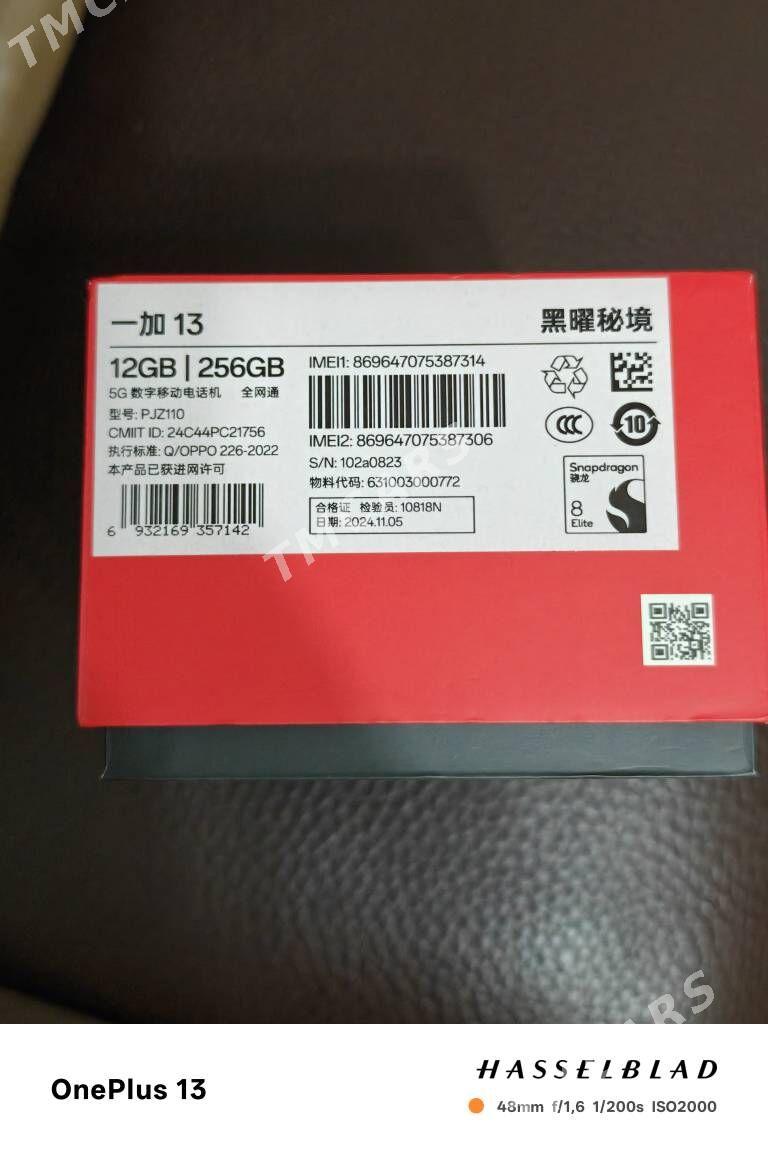 TMCARS
一加 13
黑曜秘境
12GB | 256GB
5G 数字移动电话机 全网通
型号: PJZ110
CMIIT ID: 24C44PC21756
执行标准: Q/OPPO 226-2022
本产品已获进网许可
6 932169 357142
IMEI1: 869647075387314
IMEI2: 869647075387306
S/N: 102a0823
物料代码: 631003000772
合格证 检验员: 10818N
日期: 2024.11.05
CCC
10
Snapdragon
骁龙
8
Elite
TMCARS
OnePlus 13
HASSELBLAD
48mm f/1,6 1/200s ISO2000